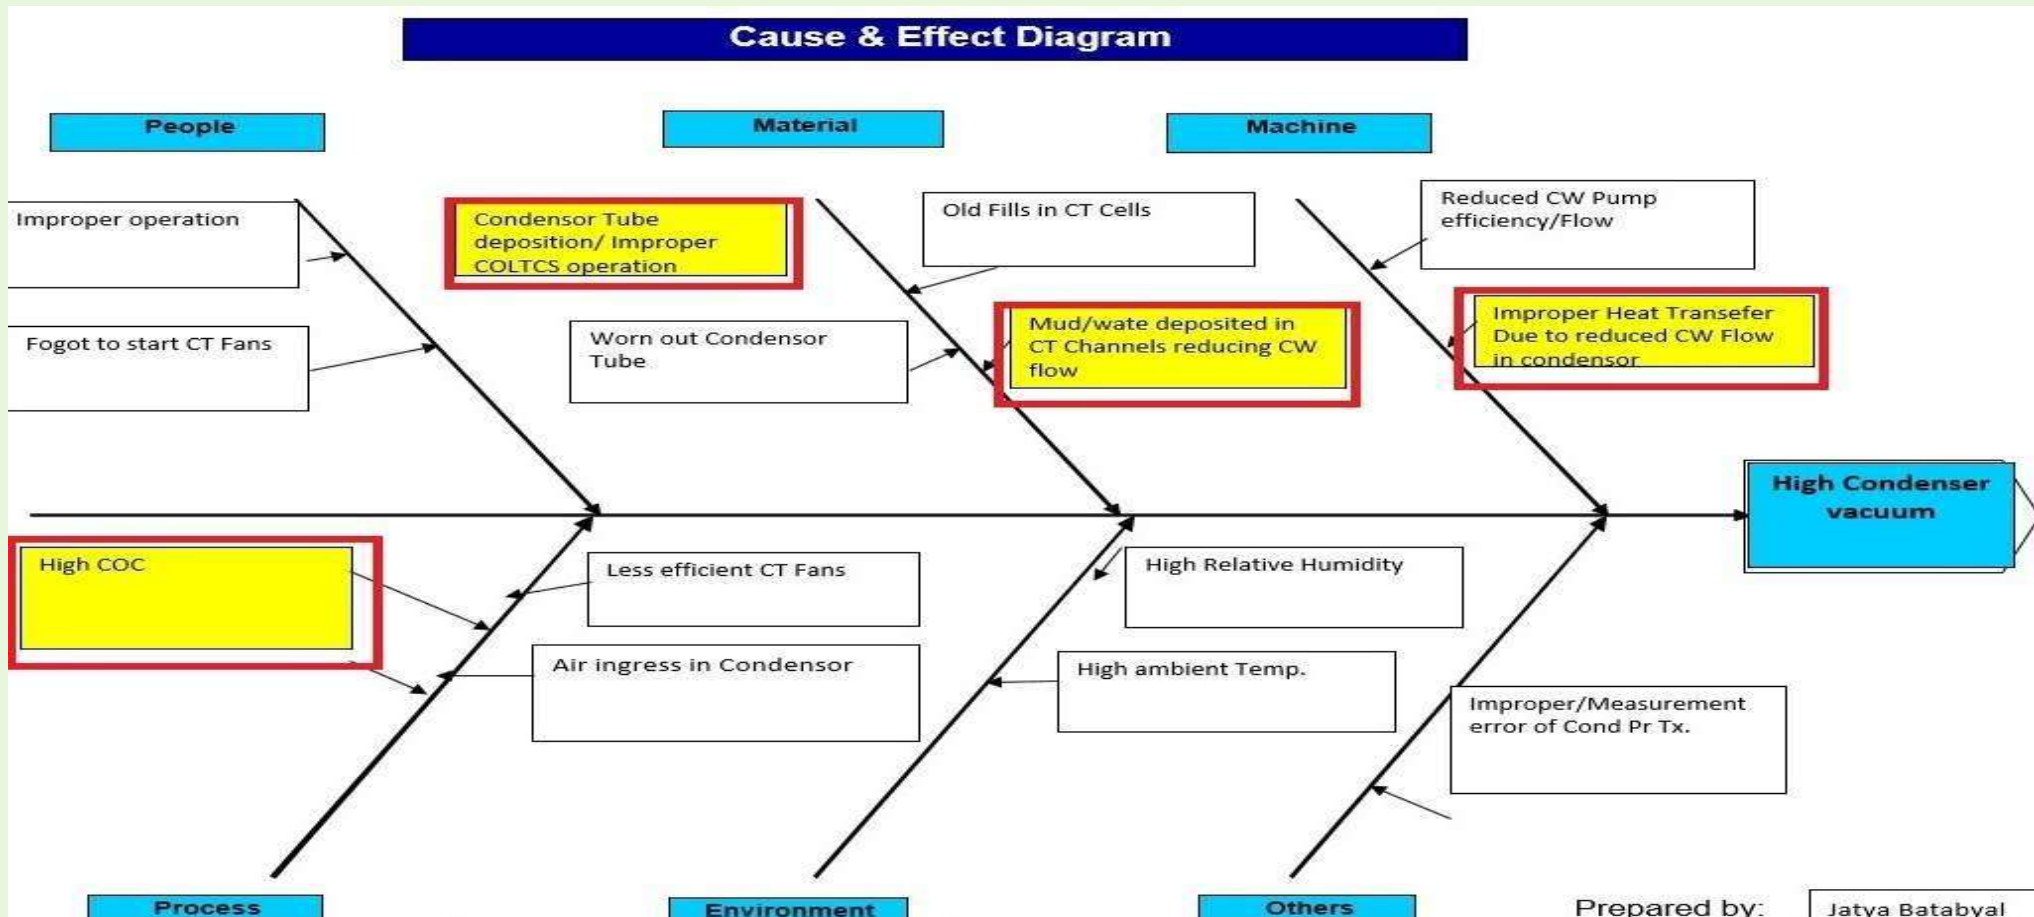 Cause & Effect Diagram
People
Material
Machine
Improper operation
Condensor Tube
deposition/ Improper
COLTCS operation
Old Fills in CT Cells
Reduced CW Pump
efficiency/Flow
Fogot to start CT Fans
Worn out Condensor
Tube
Mud/wate deposited in
CT Channels reducing CW
flow
Improper Heat Transefer
Due to reduced CW Flow
in condensor
High Condenser
vacuum
High COC
Less efficient CT Fans
High Relative Humidity
Air ingress in Condensor
High ambient Temp.
Improper/Measurement
error of Cond Pr Tx.
Process
Environment
Others
Prepared by:
Jatya Batabyal